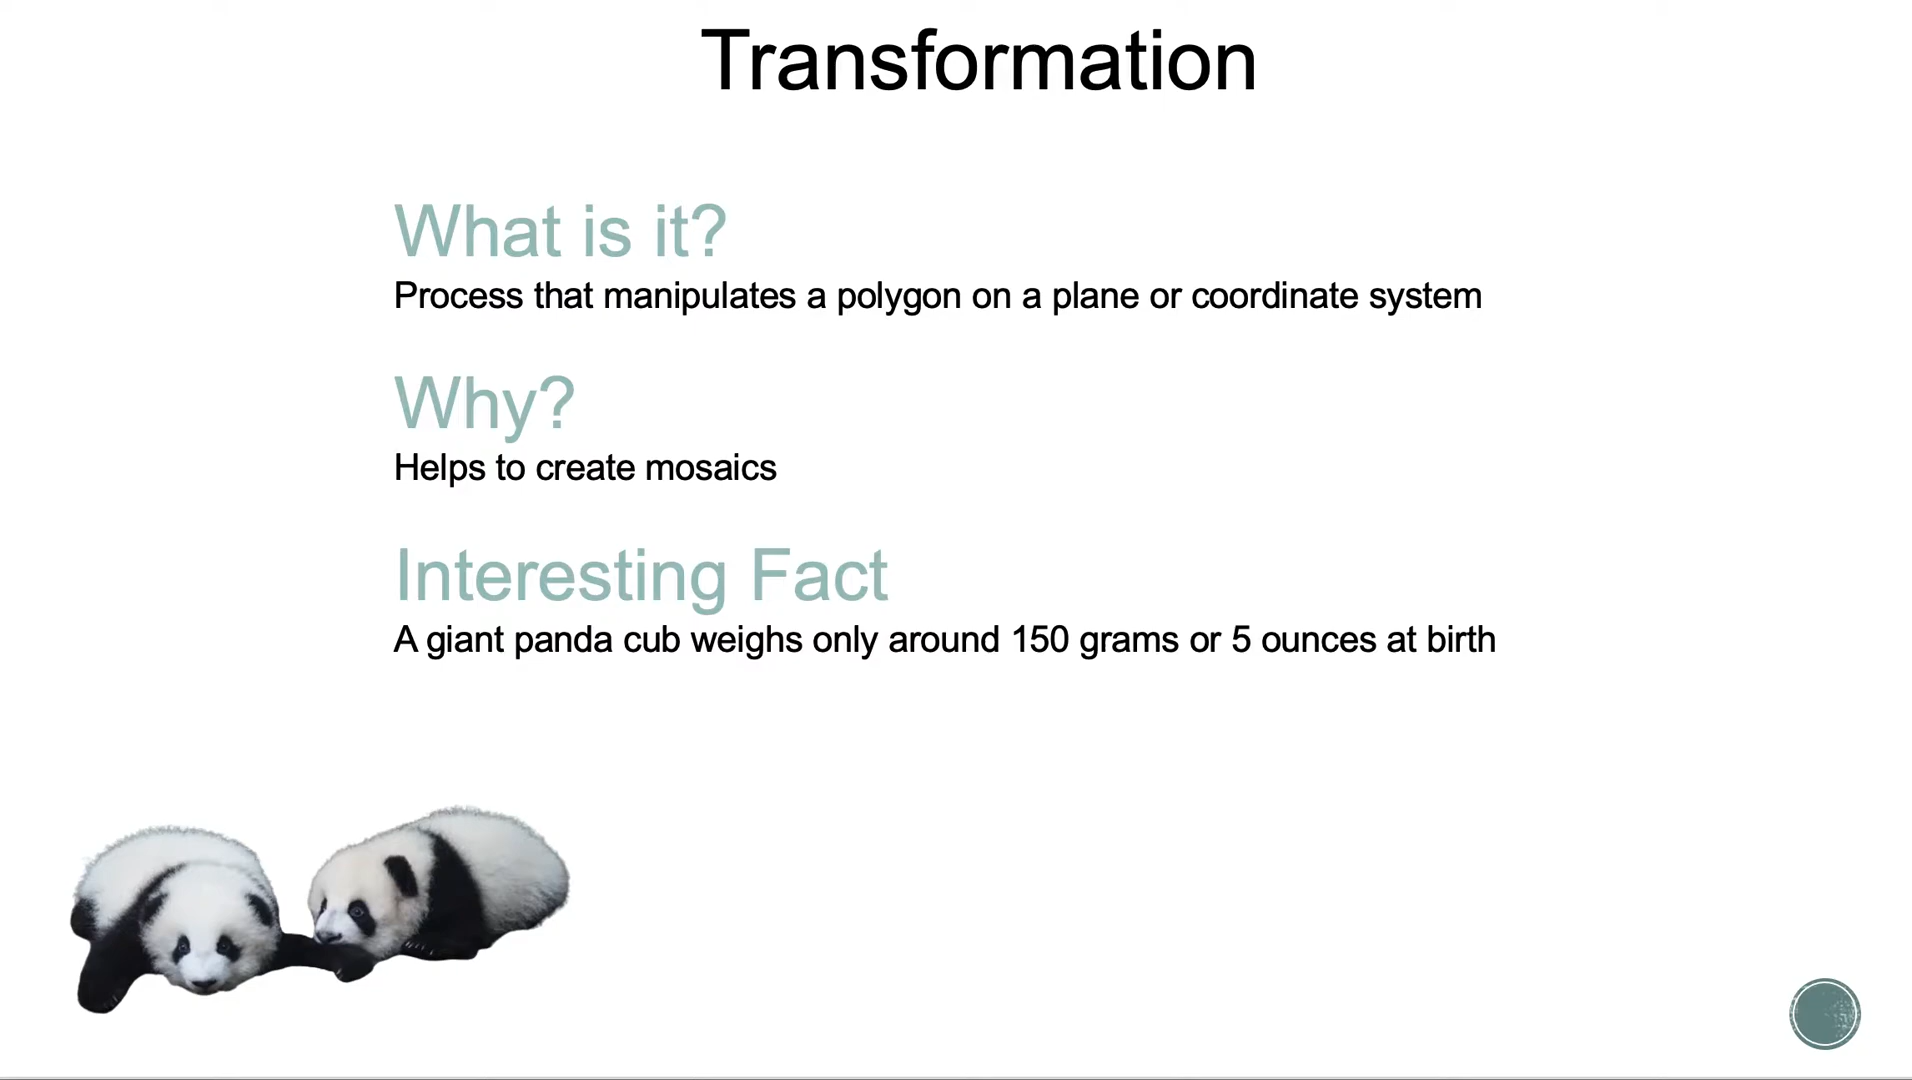 Transformation
What is it?
Process that manipulates a polygon on a plane or coordinate system
Why?
Helps to create mosaics
Interesting Fact
A giant panda cub weighs only around 150 grams or 5 ounces at birth